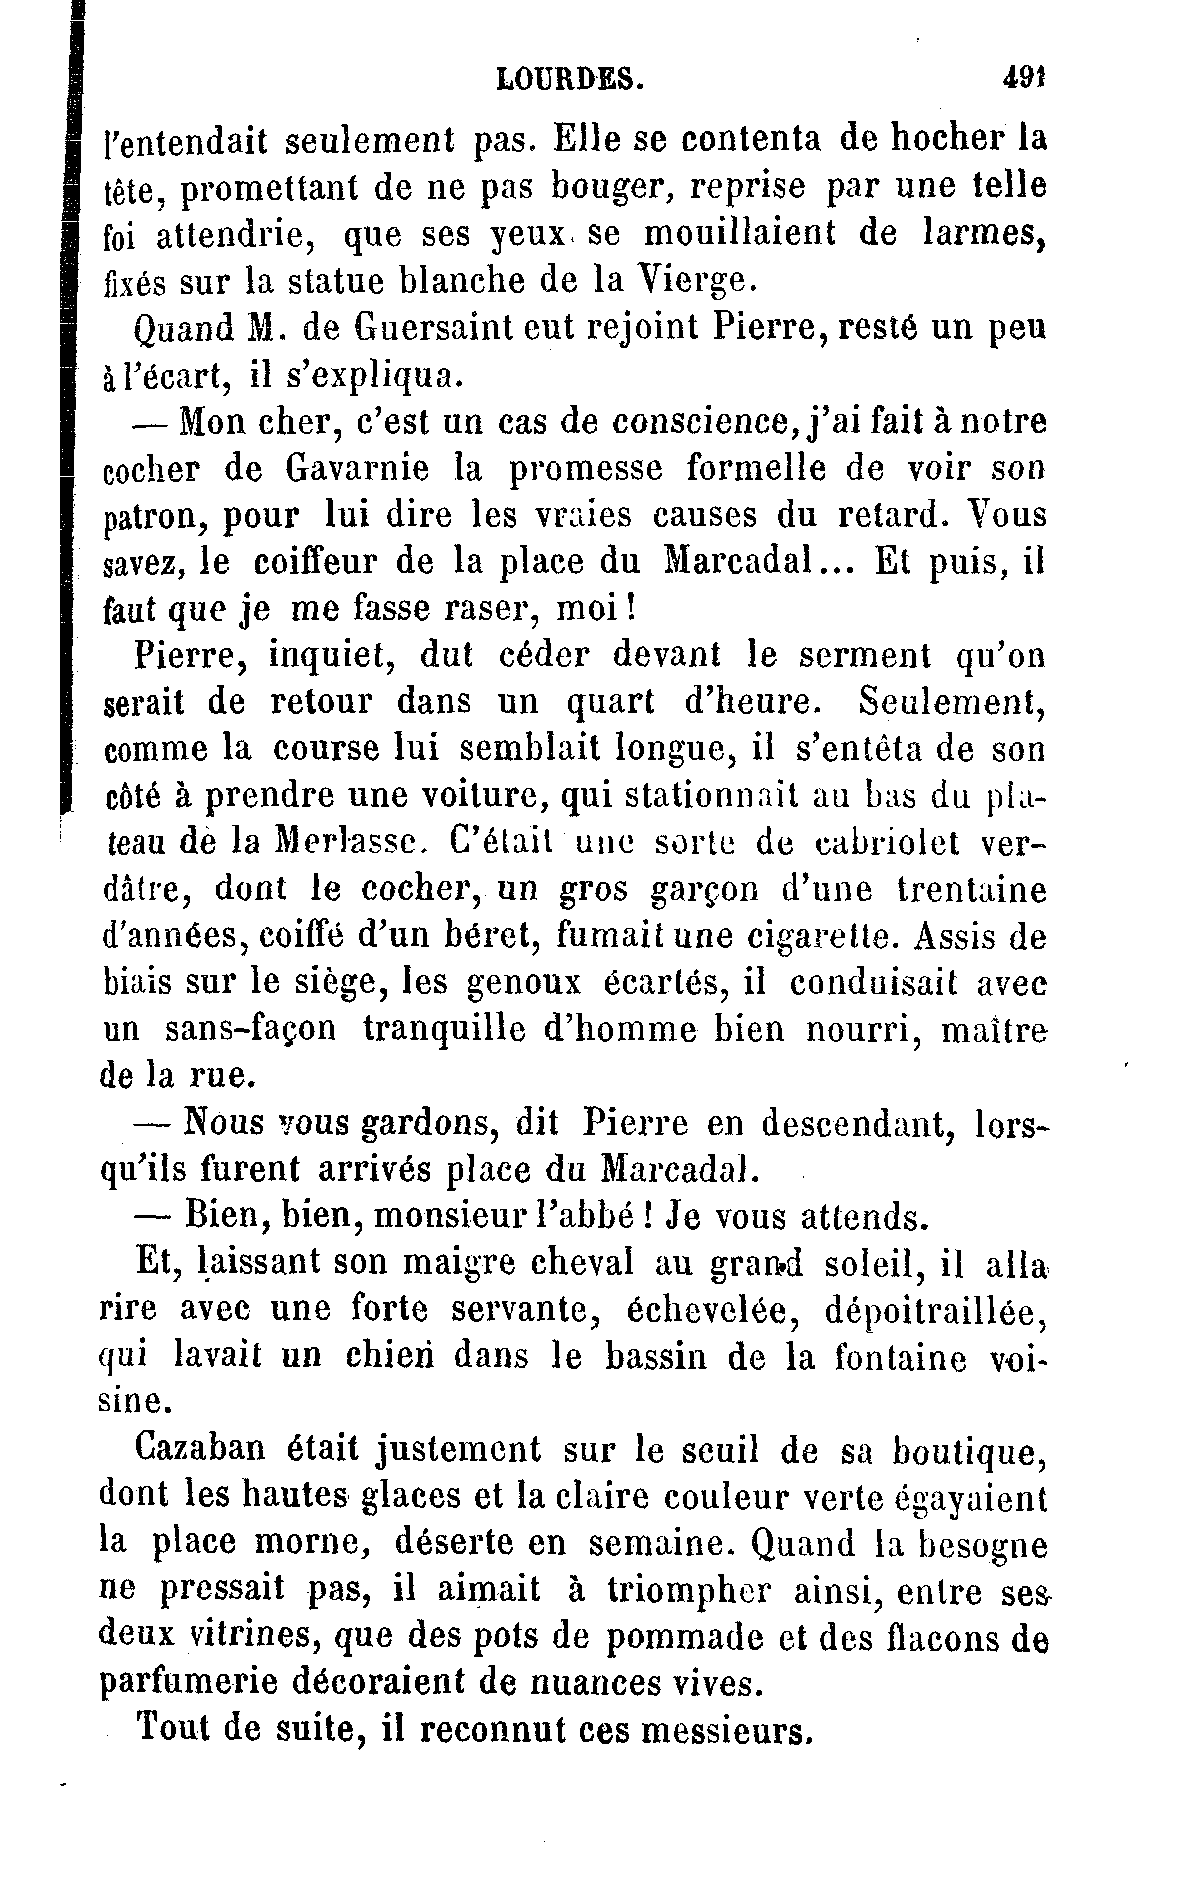 LOURDES. 491
l'entendait seulement pas. Elle se contenta de hocher la
tête, promettant de ne pas bouger, reprise par une telle
foi attendrie, que ses yeux se mouillaient de larmes,
fixés sur la statue blanche de la Vierge.
Quand M. de Guersaint eut rejoint Pierre, resté un peu
à l'écart, il s'expliqua.
— Mon cher, c'est un cas de conscience, j'ai fait à notre
cocher de Gavarnie la promesse formelle de voir son
patron, pour lui dire les vraies causes du retard. Vous
savez, le coiffeur de la place du Marcadal... Et puis, il
faut que je me fasse raser, moi !
Pierre, inquiet, dut céder devant le serment qu'on
serait de retour dans un quart d'heure. Seulement,
comme la course lui semblait longue, il s'entêta de son
côté à prendre une voiture, qui stationnait au bas du pla-
teau de la Merlasse. C'était une sorte de cabriolet ver-
dâtre, dont le cocher, un gros garçon d'une trentaine
d'années, coiffé d'un béret, fumait une cigarette. Assis de
biais sur le siège, les genoux écartés, il conduisait avec
un sans-façon tranquille d'homme bien nourri, maître
de la rue.
— Nous vous gardons, dit Pierre en descendant, lors-
qu'ils furent arrivés place du Marcadal.
— Bien, bien, monsieur l'abbé ! Je vous attends.
Et, laissant son maigre cheval au grand soleil, il alla
rire avec une forte servante, échevelée, dépoitraillée,
qui lavait un chien dans le bassin de la fontaine voi-
sine.
Cazaban était justement sur le seuil de sa boutique,
dont les hautes glaces et la claire couleur verte égayaient
la place morne, déserte en semaine. Quand la besogne
ne pressait pas, il aimait à triompher ainsi, entre ses
deux vitrines, que des pots de pommade et des flacons de
parfumerie décoraient de nuances vives.
Tout de suite, il reconnut ces messieurs.